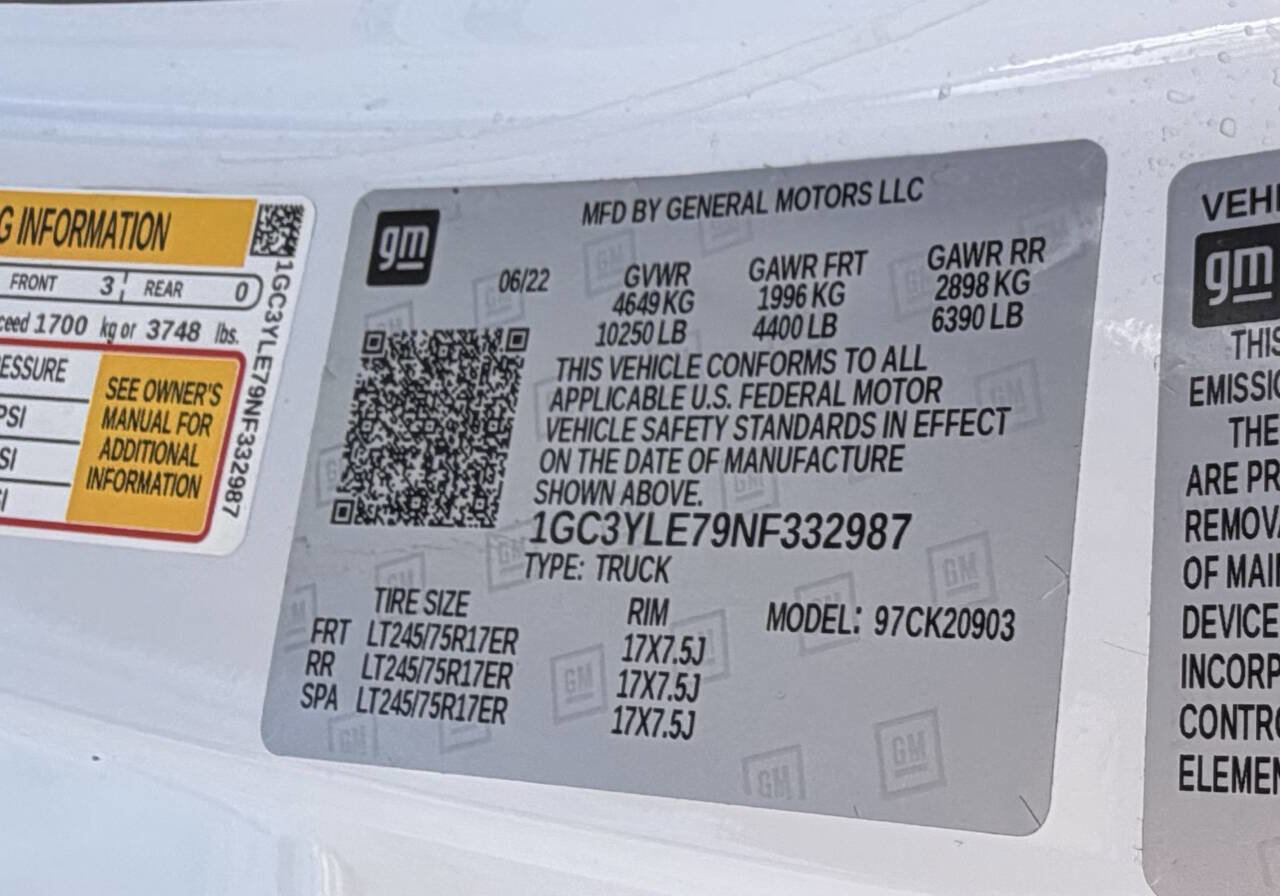 G INFORMATION
FRONT 3 REAR 0
ceed 1700 kg or 3748 lbs.
ESSURE
PSI
SI
SI
SEE OWNER'S
MANUAL FOR
ADDITIONAL
INFORMATION
1GC3YLE79NF332987
gm
MFD BY GENERAL MOTORS LLC
06/22 GVWR GAWR FRT GAWR RR
4649 KG 1996 KG 2898 KG
10250 LB 4400 LB 6390 LB
THIS VEHICLE CONFORMS TO ALL
APPLICABLE U.S. FEDERAL MOTOR
VEHICLE SAFETY STANDARDS IN EFFECT
ON THE DATE OF MANUFACTURE
SHOWN ABOVE.
1GC3YLE79NF332987
TYPE: TRUCK
TIRE SIZE RIM MODEL: 97CK20903
FRT LT245/75R17ER 17X7.5J
RR LT245/75R17ER 17X7.5J
SPA LT245/75R17ER 17X7.5J
VEHI
gm
THIS
EMISSIO
THE
ARE PR
REMOVA
OF MAI
DEVICE
INCORP
CONTRO
ELEMEN